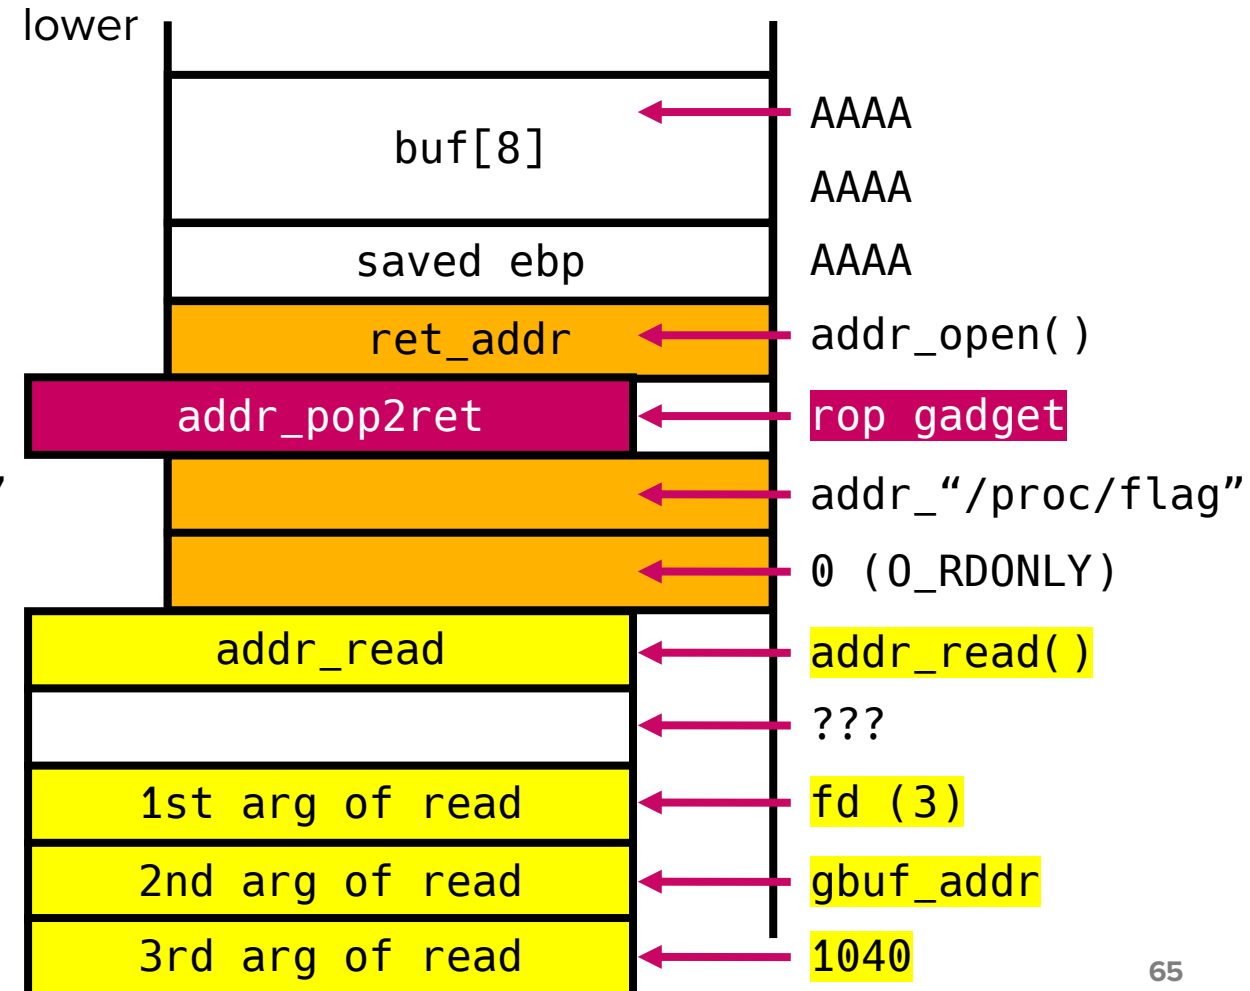 lower
buf[8]
AAAA
AAAA
saved ebp
AAAA
ret_addr
addr_open()
addr_pop2ret
rop gadget
”
addr_“/proc/flag”
0 (O_RDONLY)
addr_read
addr_read()
???
1st arg of read
fd (3)
2nd arg of read
gbuf_addr
3rd arg of read
1040
65